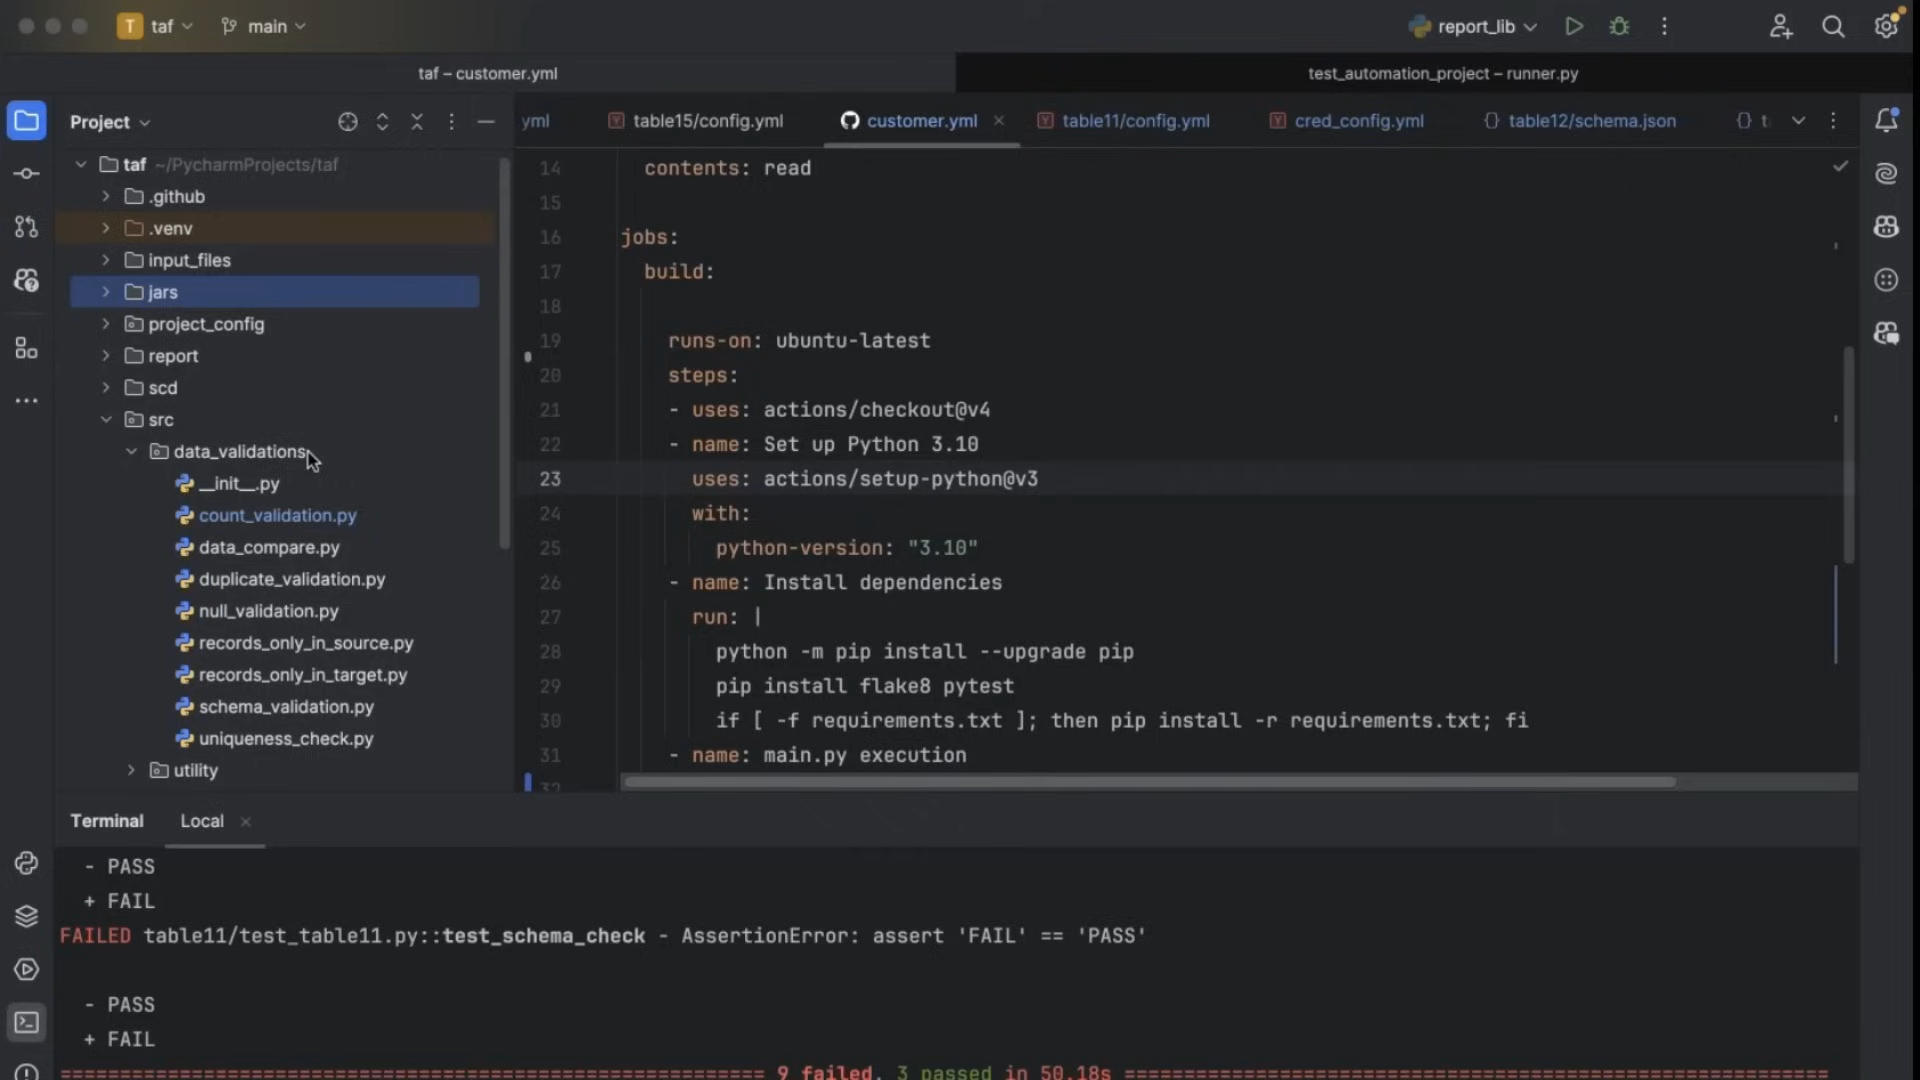 T taf main report_lib
taf – customer.yml test_automation_project – runner.py
Project
yml table15/config.yml customer.yml table11/config.yml cred_config.yml table12/schema.json
taf ~/PycharmProjects/taf
.github
.venv
input_files
jars
project_config
report
scd
src
data_validations
__init__.py
count_validation.py
data_compare.py
duplicate_validation.py
null_validation.py
records_only_in_source.py
records_only_in_target.py
schema_validation.py
uniqueness_check.py
utility
14 contents: read
15
16 jobs:
17 build:
18
19 runs-on: ubuntu-latest
20 steps:
21 - uses: actions/checkout@v4
22 - name: Set up Python 3.10
23 uses: actions/setup-python@v3
24 with:
25 python-version: "3.10"
26 - name: Install dependencies
27 run: |
28 python -m pip install --upgrade pip
29 pip install flake8 pytest
30 if [ -f requirements.txt ]; then pip install -r requirements.txt; fi
31 - name: main.py execution
Terminal Local
- PASS
+ FAIL
FAILED table11/test_table11.py::test_schema_check - AssertionError: assert 'FAIL' == 'PASS'
- PASS
+ FAIL
9 failed, 3 passed in 50.18s